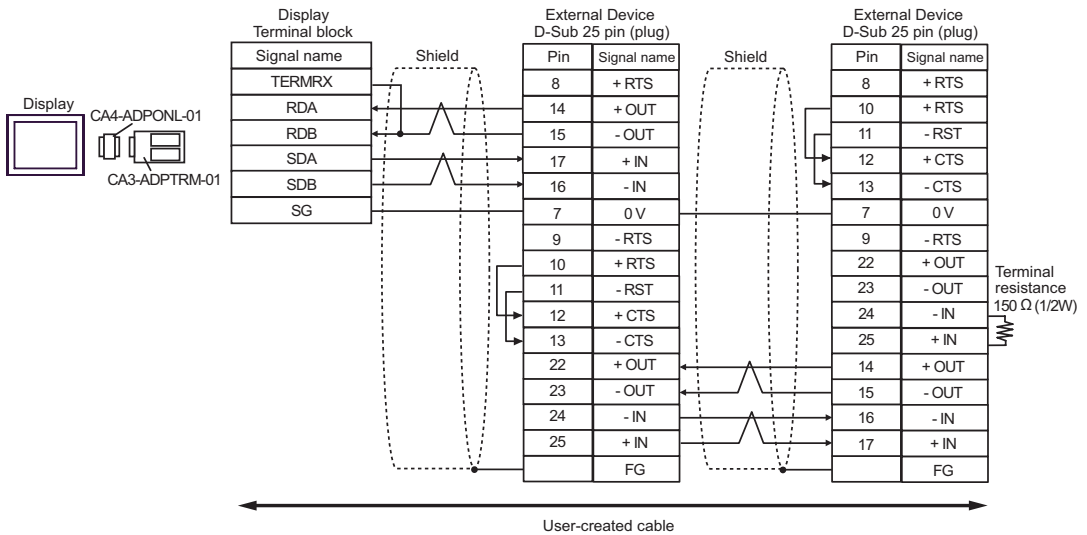 Display
Terminal block
External Device
D-Sub 25 pin (plug)
External Device
D-Sub 25 pin (plug)
Signal name
Shield
Pin
Signal name
Shield
Pin
Signal name
TERMRX
8
+ RTS
8
+ RTS
Display
CA4-ADPONL-01
CA3-ADPTRM-01
RDA
14
+ OUT
10
+ RTS
RDB
15
- OUT
11
- RST
SDA
17
+ IN
12
+ CTS
SDB
16
- IN
13
- CTS
SG
7
0 V
7
0 V
9
- RTS
9
- RTS
10
+ RTS
22
+ OUT
11
- RST
23
- OUT
12
+ CTS
24
- IN
13
- CTS
25
+ IN
Terminal
resistance
150 Ω (1/2W)
22
+ OUT
14
+ OUT
23
- OUT
15
- OUT
24
- IN
16
- IN
25
+ IN
17
+ IN
FG
FG
User-created cable